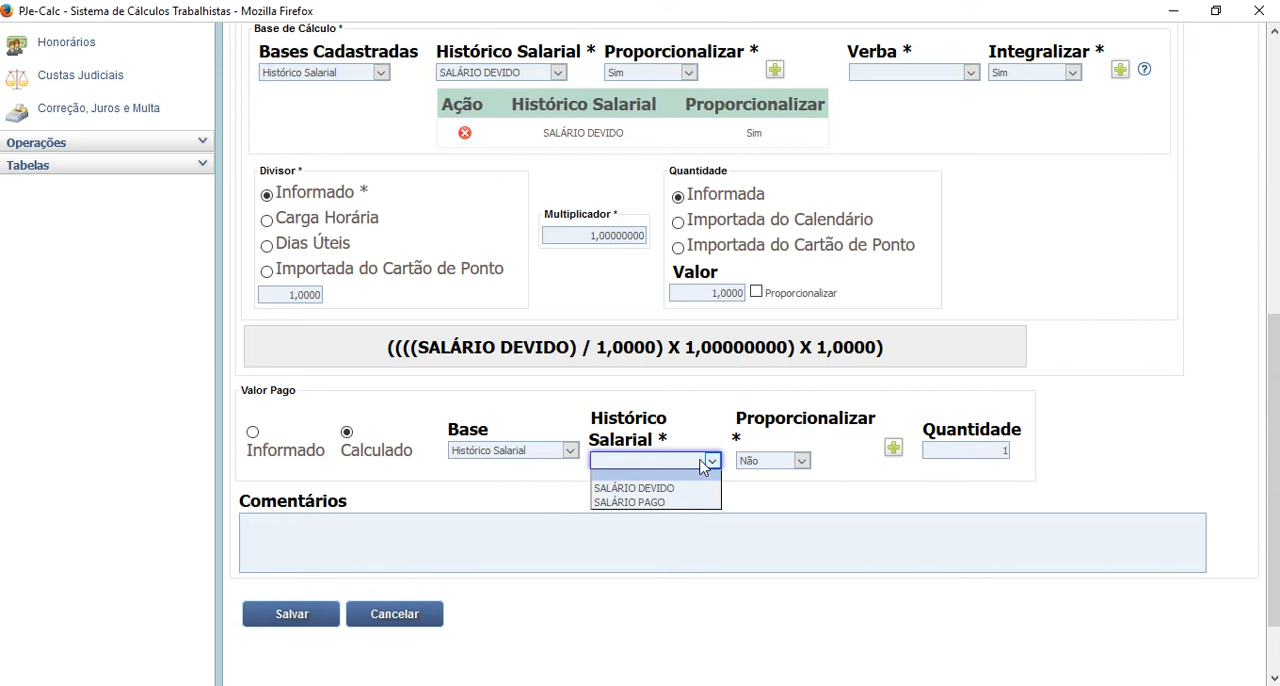 PJe-Calc - Sistema de Cálculos Trabalhistas - Mozilla Firefox
Honorários
Custas Judiciais
Correção, Juros e Multa
Operações
Tabelas
Base de Cálculo *
Bases Cadastradas Histórico Salarial * Proporcionalizar * Verba * Integralizar *
Histórico Salarial SALÁRIO DEVIDO Sim Sim
Ação Histórico Salarial Proporcionalizar
SALÁRIO DEVIDO Sim
Divisor *
Informado *
Carga Horária
Dias Úteis
Importada do Cartão de Ponto
1,0000
Multiplicador *
1,00000000
Quantidade
Informada
Importada do Calendário
Importada do Cartão de Ponto
Valor
1,0000 Proporcionalizar
((((SALÁRIO DEVIDO) / 1,0000) X 1,00000000) X 1,0000)
Valor Pago
Informado
Calculado
Base
Histórico Salarial
Histórico
Salarial *
SALÁRIO DEVIDO
SALÁRIO PAGO
Proporcionalizar
*
Não
Quantidade
1
Comentários
Salvar Cancelar